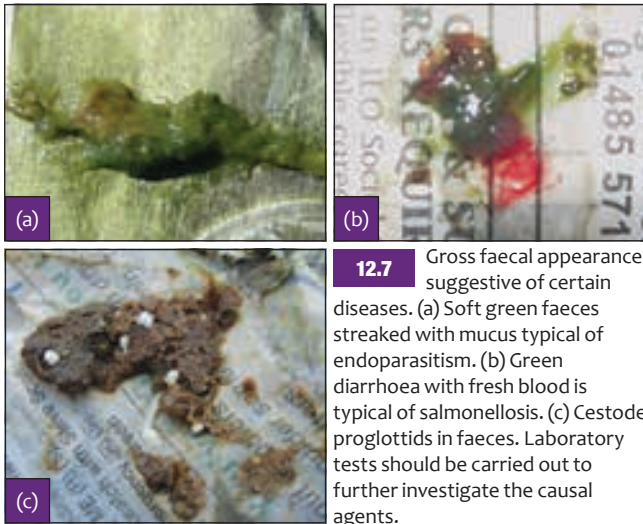 (a)
(b)
01485 571
(c)
12.7 Gross faecal appearance
suggestive of certain
diseases. (a) Soft green faeces
streaked with mucus typical of
endoparasitism. (b) Green
diarrhoea with fresh blood is
typical of salmonellosis. (c) Cestode
proglottids in faeces. Laboratory
tests should be carried out to
further investigate the causal
agents.